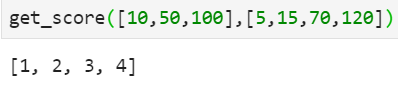 get_score([10,50,100],[5,15,70,120])
[1, 2, 3, 4]